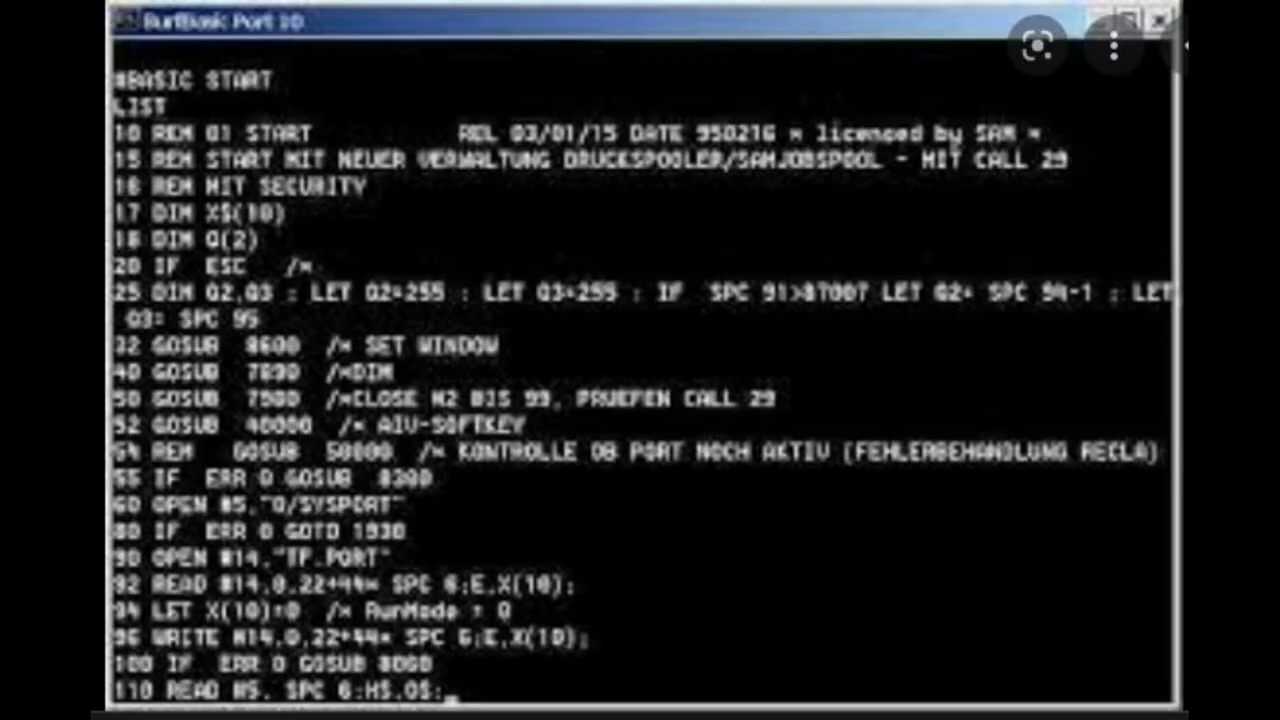 Port 10
#BASIC START
LIST
10 REM 01 START REL 03/01/15 DATE 950216 * licensed by SAM *
15 REM START MIT NEUER VERWALTUNG DRUCKSPOOLER/SAMJOBSPOOL - MIT CALL 29
16 REM MIT SECURITY
17 DIM X$(10)
18 DIM Q(2)
20 IF ESC /*
25 DIM Q2,Q3 : LET Q2=255 : LET Q3=255 : IF SPC 91>87007 LET Q2= SPC 94-1 : LET
Q3= SPC 95
32 GOSUB 8600 /* SET WINDOW
40 GOSUB 7890 /*DIM
50 GOSUB 7900 /*CLOSE #2 BIS 99, PRUEFEN CALL 29
52 GOSUB 40000 /* AIV-SOFTKEY
54 REM GOSUB 50000 /* KONTROLLE OB PORT NOCH AKTIV (FEHLERBEHANDLUNG RECLA)
55 IF ERR 0 GOSUB 8300
60 OPEN #5,"0/SYSPORT"
80 IF ERR 0 GOTO 1930
90 OPEN #14,"TF.PORT"
92 READ #14,0,22+44* SPC 6;E,X(10);
94 LET X(10)=0 /* RunMode = 0
96 WRITE #14,0,22+44* SPC 6;E,X(10);
100 IF ERR 0 GOSUB 8060
110 READ #5, SPC 6;H$,O$;